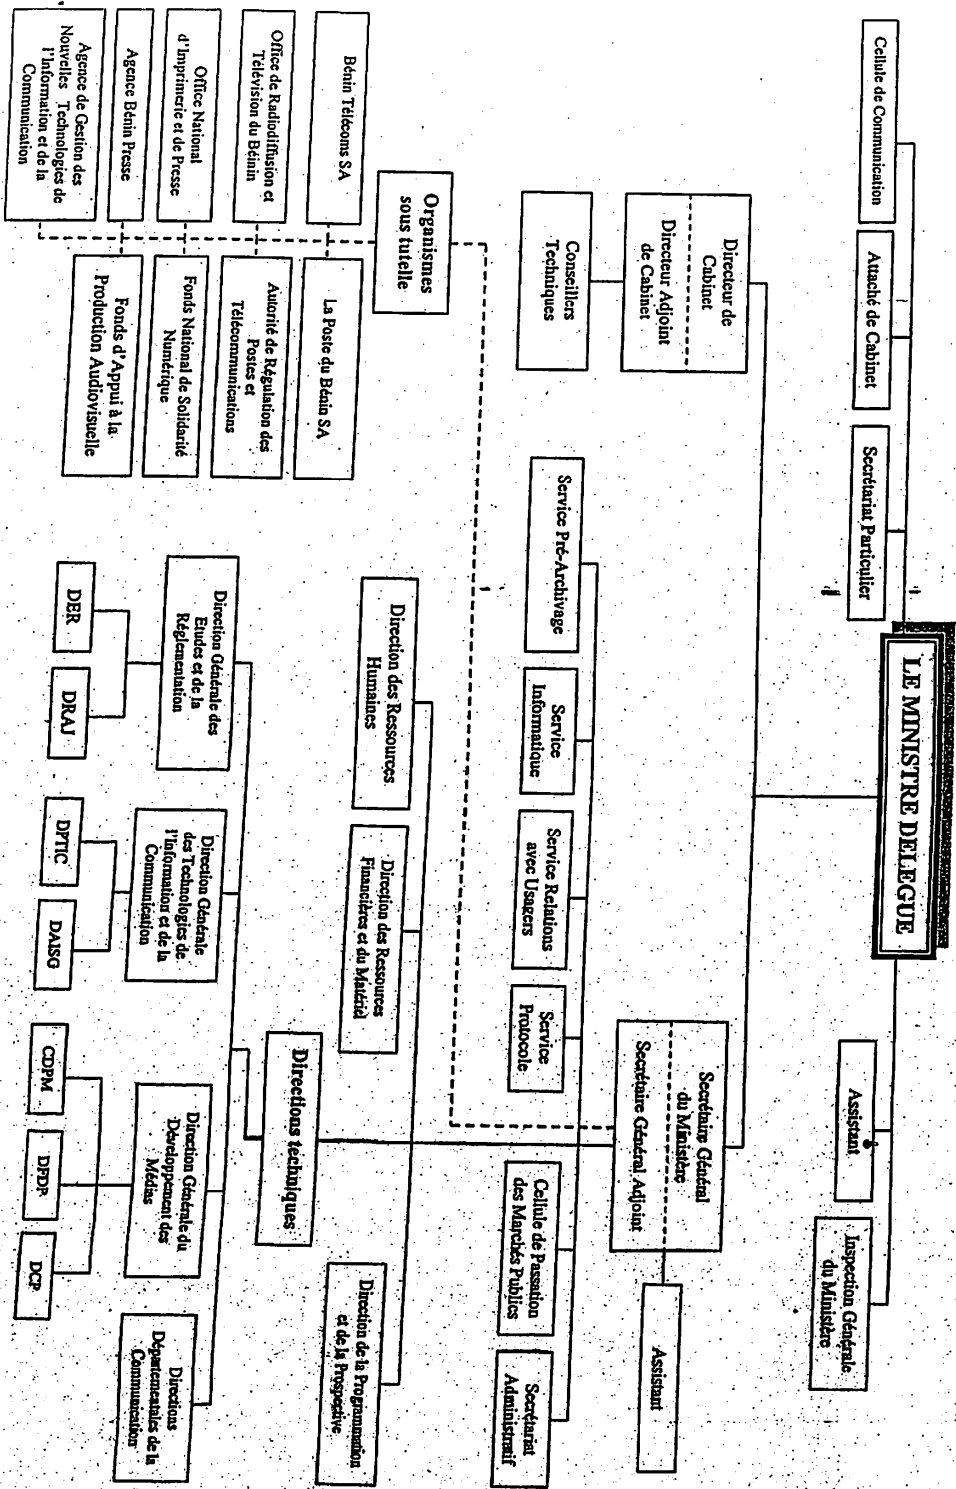 LE MINISTRE DELEGUE
Cellule de Communication
Attaché de Cabinet
Secrétariat Particulier
Assistant
Inspection Générale
du Ministère
Directeur de
Cabinet
Directeur Adjoint
de Cabinet
Conseillers
Techniques
Secrétaire Général
du Ministère
Secrétaire Général Adjoint
Assistant
Service Pré-Archivage
Service
Informatique
Service Relations
avec Usagers
Service
Protocole
Cellule de Passation
des Marchés Publics
Secrétariat
Administratif
Organismes
sous tutelle
Bénin Télécoms SA
La Poste du Bénin SA
Office de Radiodiffusion et
Télévision du Béinin
Autorité de Régulation des
Postes et
Télécommunications
Office National
d'Imprimerie et de Presse
Fonds National de Solidarité
Numérique
Agence Bénin Presse
Fonds d'Appui à la
Production Audiovisuelle
Agence de Gestion des
Nouvelles Technologies de
l'Information et de la
Communication
Direction des Ressources
Humaines
Direction des Ressources
Financières et du Matériel
Direction de la Programmation
et de la Prospective
Directions techniques
Direction Générale des
Etudes et de la
Réglementation
Direction Générale
des Technologies de
l'Information et de la
Communication
Direction Générale du
Développement des
Médias
Directions
Départementales de la
Communication
DER
DRAJ
DPTIC
DAISG
CDPM
DFDP
DCP